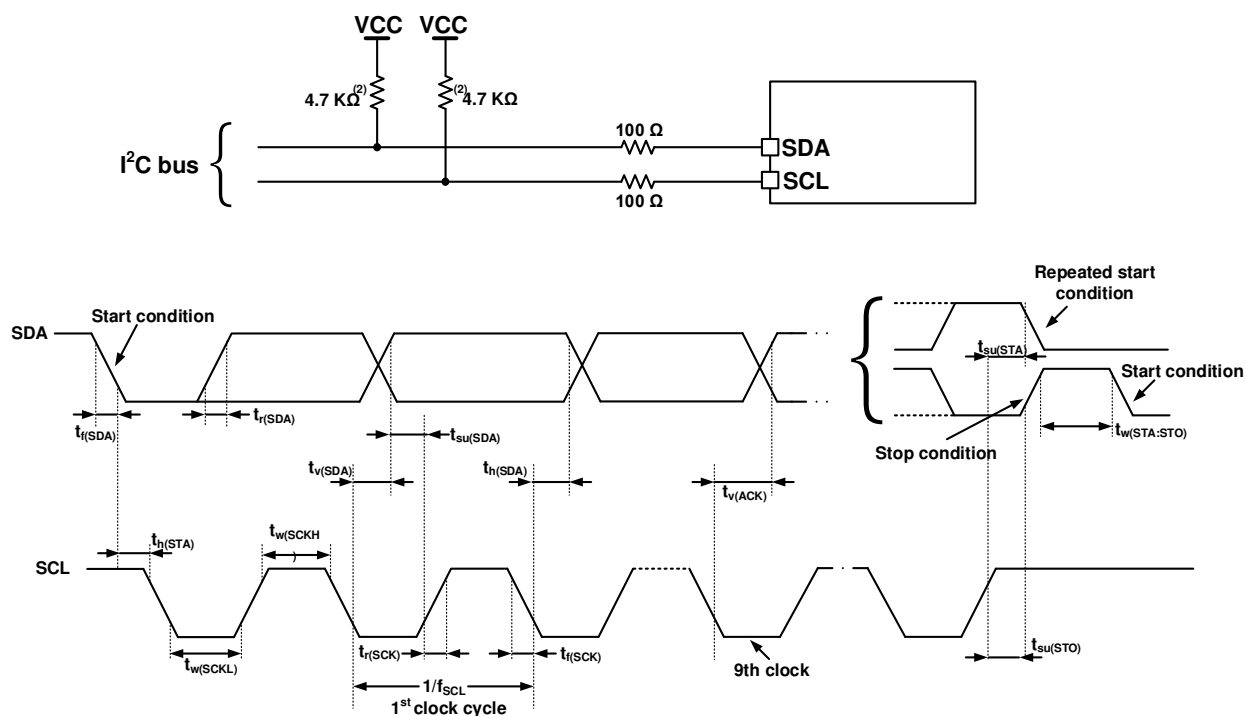 VCC VCC
4.7 KΩ (2) (2) 4.7 KΩ
100 Ω
I2C bus
SDA
SCL
100 Ω
Repeated start
condition
Start condition
SDA
tsu(STA)
Start condition
tf(SDA)
tr(SDA)
tsu(SDA)
tw(STA:STO)
Stop condition
tv(SDA)
th(SDA)
tv(ACK)
th(STA)
tw(SCKH
)
SCL
tw(SCKL)
tr(SCK)
tf(SCK)
9th clock
tsu(STO)
1/fSCL
1st clock cycle